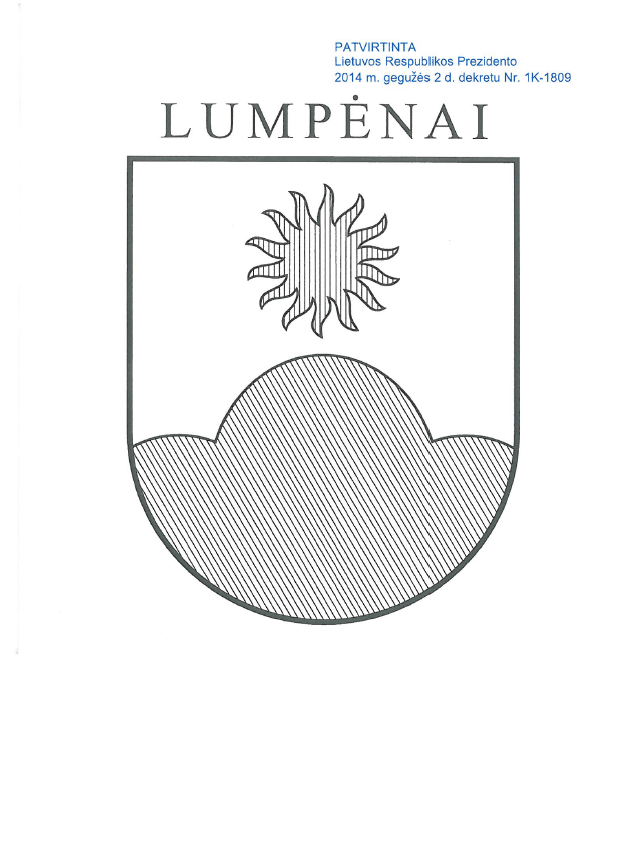 PATVIRTINTA
Lietuvos Respublikos Prezidento
2014 m. gegužės 2 d. dekretu Nr. 1K-1809
LUMPĖNAI